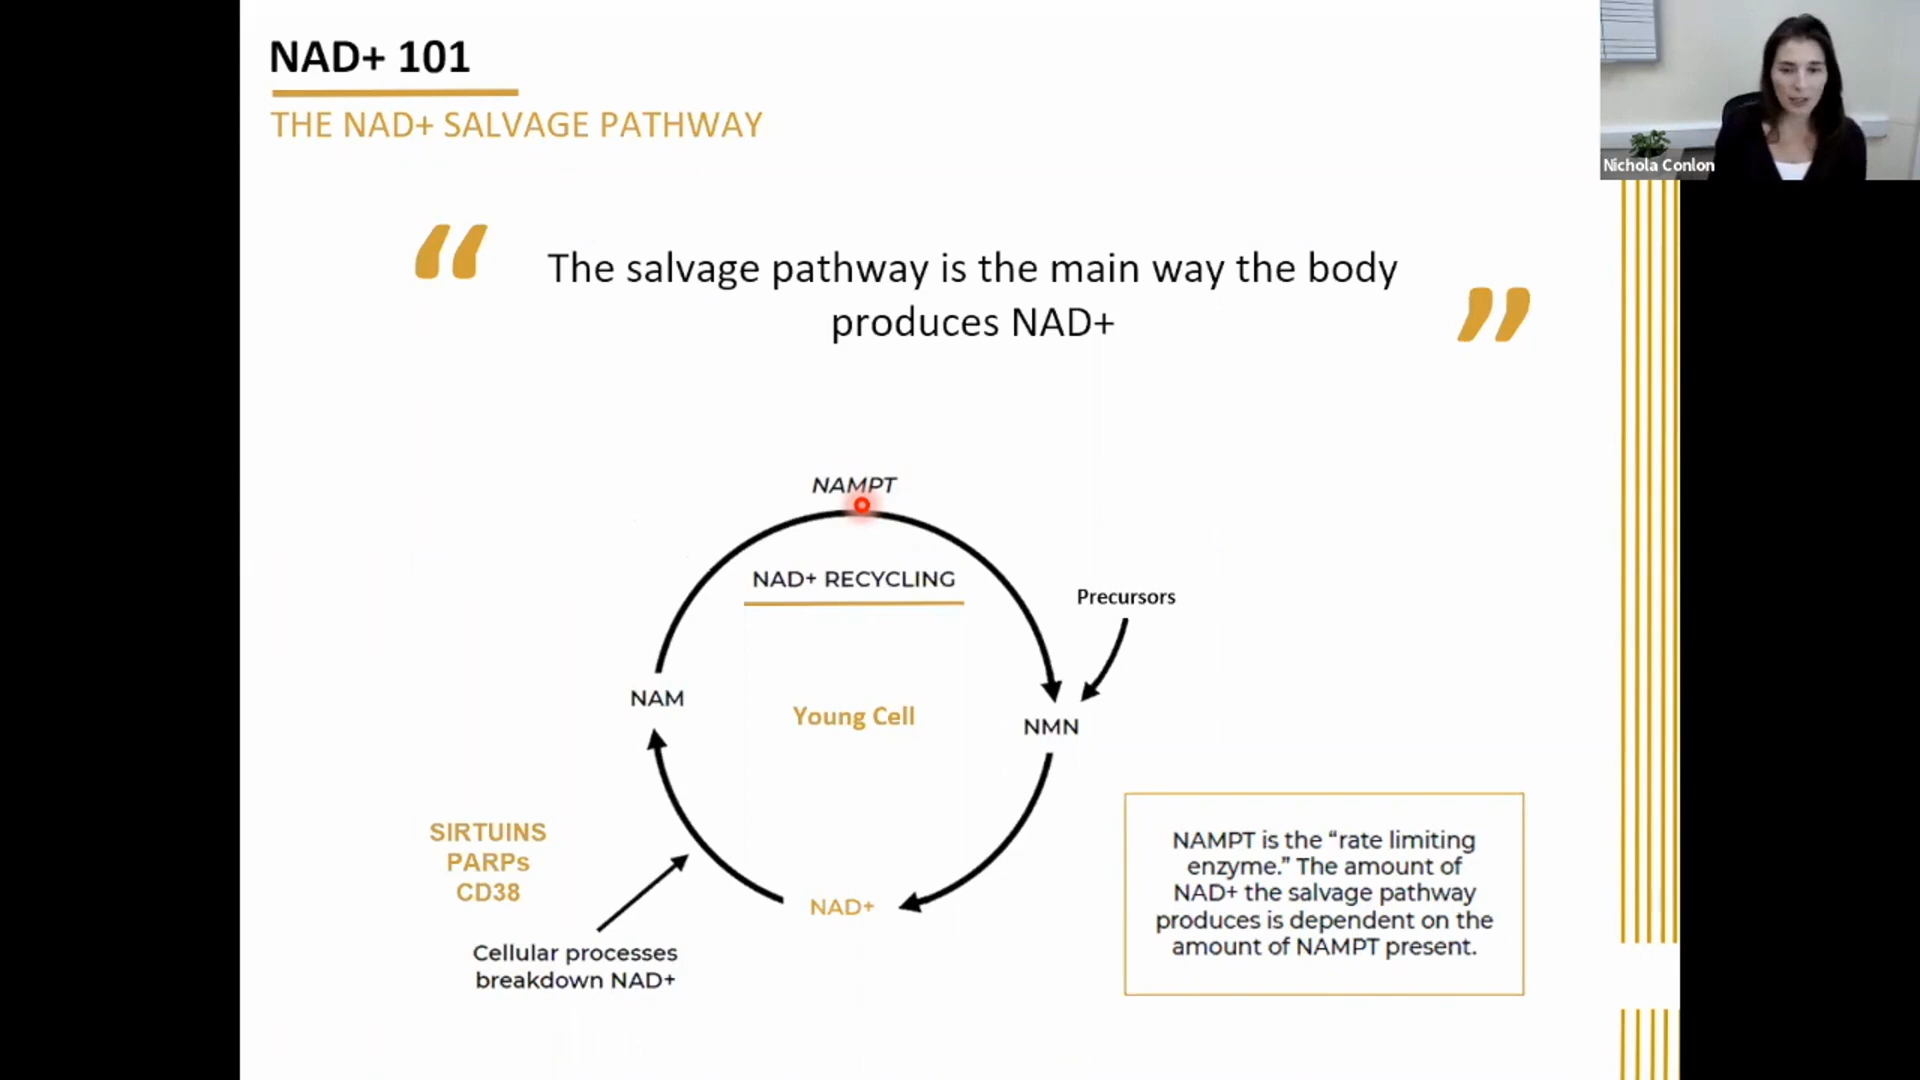 NAD+ 101
THE NAD+ SALVAGE PATHWAY
Nichola Conlon
“
The salvage pathway is the main way the body
produces NAD+
”
NAMPT
NAD+ RECYCLING
Precursors
NAM
Young Cell
NMN
SIRTUINS
PARPs
CD38
NAD+
Cellular processes
breakdown NAD+
NAMPT is the “rate limiting
enzyme.” The amount of
NAD+ the salvage pathway
produces is dependent on the
amount of NAMPT present.